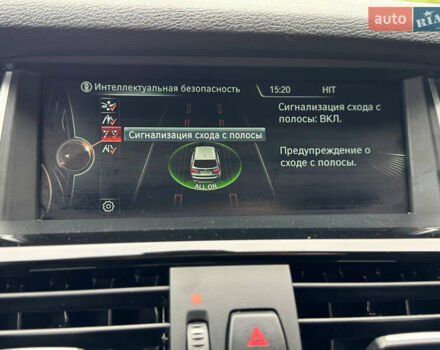 AUTO
RIA
Интеллектуальная безопасность
15:20
HIT
Сигнализация схода с полосы
Сигнализация схода с
полосы: ВКЛ.
Предупреждение о
сходе с полосы.
ALL ON